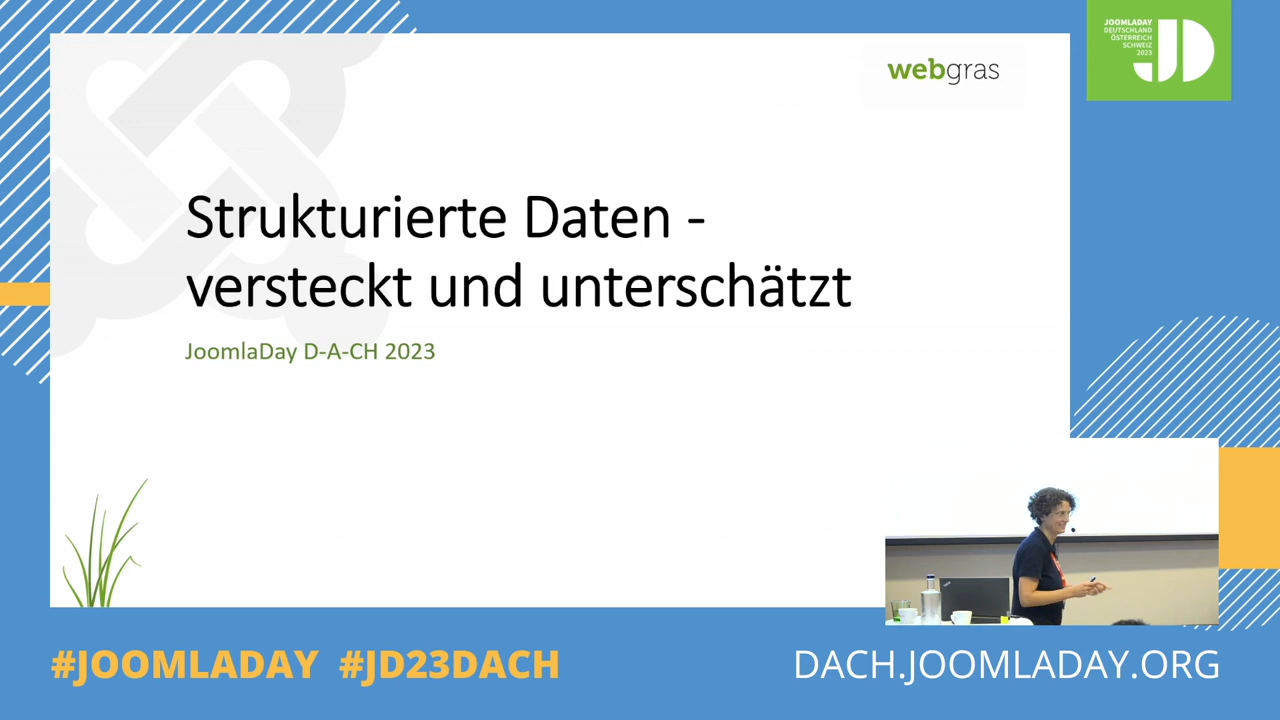 webgras
JOOMLADAY
DEUTSCHLAND
ÖSTERREICH
SCHWEIZ
2023
JD
Strukturierte Daten -
versteckt und unterschätzt
JoomlaDay D-A-CH 2023
#JOOMLADAY #JD23DACH
DACH.JOOMLADAY.ORG